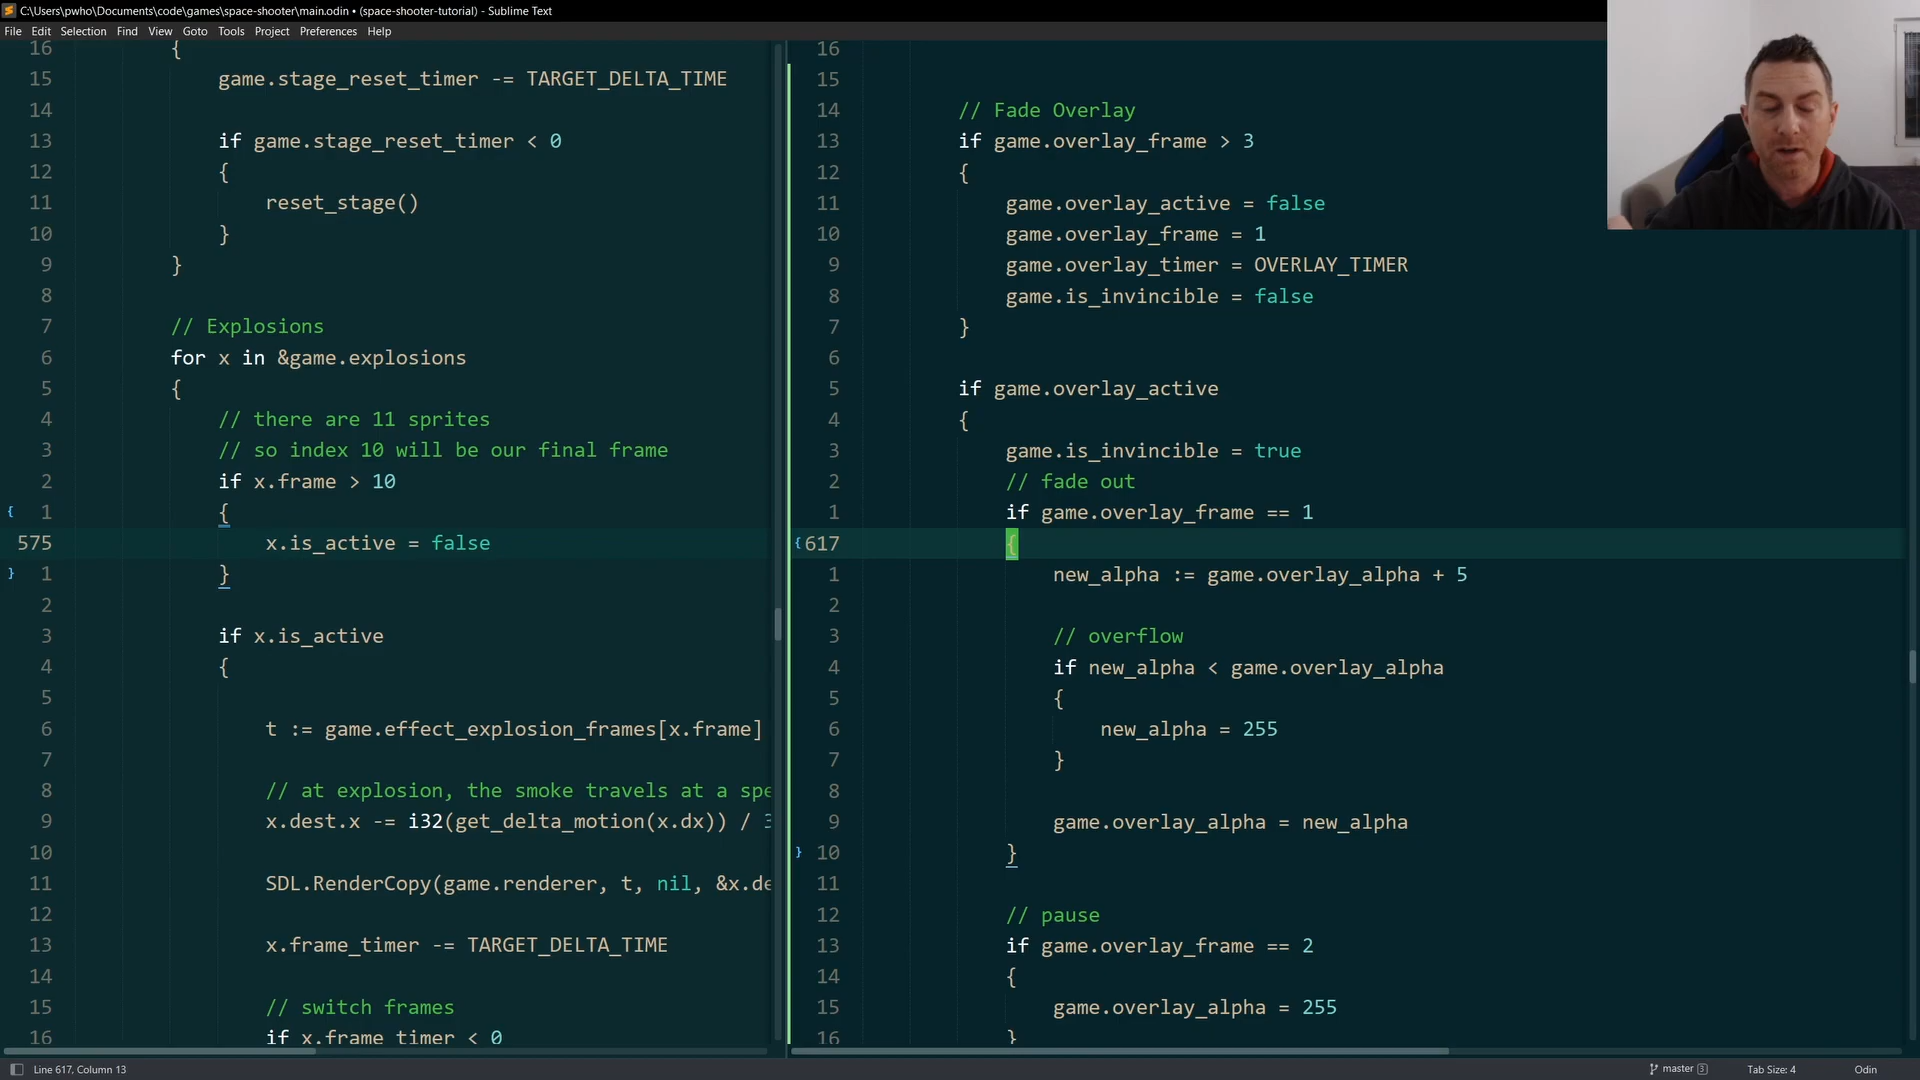 C:\Users\pwho\Documents\code\games\space-shooter\main.odin • (space-shooter-tutorial) - Sublime Text
File Edit Selection Find View Goto Tools Project Preferences Help
16 {
15 game.stage_reset_timer -= TARGET_DELTA_TIME
14
13 if game.stage_reset_timer < 0
12 {
11 reset_stage()
10 }
9 }
8
7 // Explosions
6 for x in &game.explosions
5 {
4 // there are 11 sprites
3 // so index 10 will be our final frame
2 if x.frame > 10
{ 1 {
575 x.is_active = false
} 1 }
2
3 if x.is_active
4 {
5
6 t := game.effect_explosion_frames[x.frame]
7
8 // at explosion, the smoke travels at a spe
9 x.dest.x -= i32(get_delta_motion(x.dx)) / 3
10
11 SDL.RenderCopy(game.renderer, t, nil, &x.de
12
13 x.frame_timer -= TARGET_DELTA_TIME
14
15 // switch frames
16 if x.frame_timer < 0
16
15
14 // Fade Overlay
13 if game.overlay_frame > 3
12 {
11 game.overlay_active = false
10 game.overlay_frame = 1
9 game.overlay_timer = OVERLAY_TIMER
8 game.is_invincible = false
7 }
6
5 if game.overlay_active
4 {
3 game.is_invincible = true
2 // fade out
1 if game.overlay_frame == 1
{ 617 {
1 new_alpha := game.overlay_alpha + 5
2
3 // overflow
4 if new_alpha < game.overlay_alpha
5 {
6 new_alpha = 255
7 }
8
9 game.overlay_alpha = new_alpha
} 10 }
11
12 // pause
13 if game.overlay_frame == 2
14 {
15 game.overlay_alpha = 255
16 }
Line 617, Column 13
master 3
Tab Size: 4
Odin